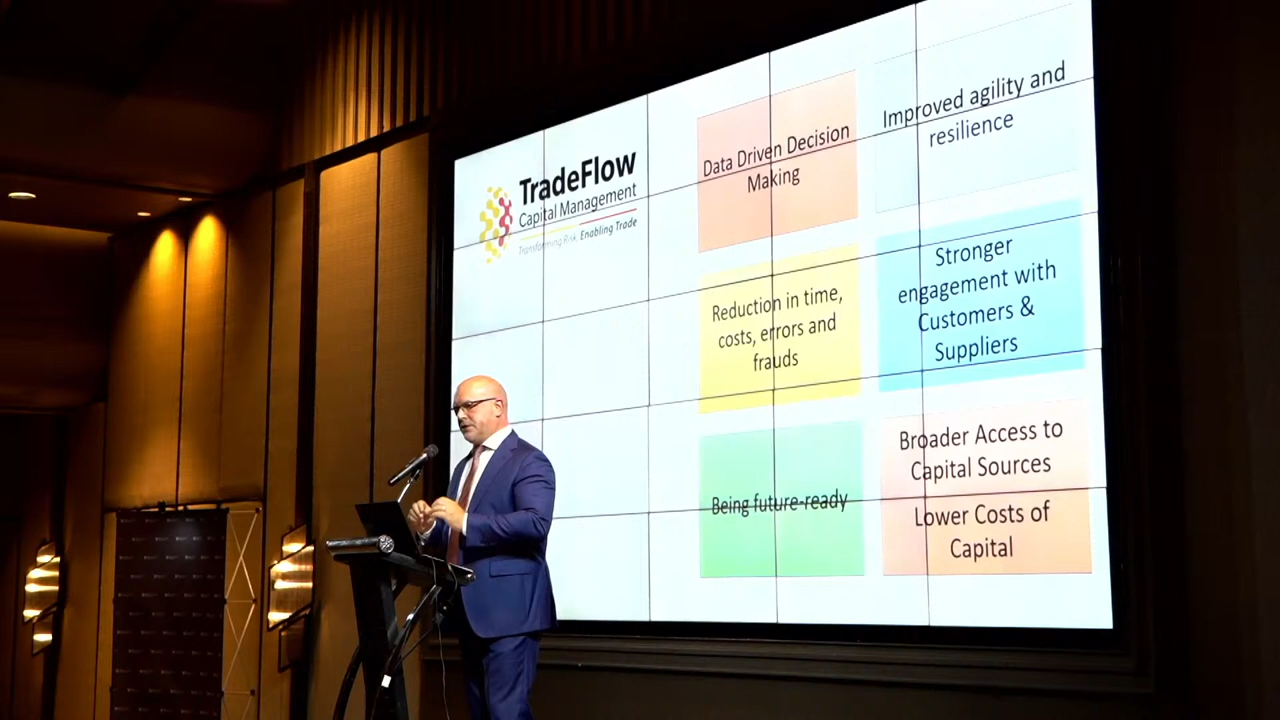 TradeFlow
Capital Management
Transforming Risk, Enabling Trade
Data Driven Decision
Making
Improved agility and
resilience
Reduction in time,
costs, errors and
frauds
Stronger
engagement with
Customers &
Suppliers
Being future-ready
Broader Access to
Capital Sources
Lower Costs of
Capital